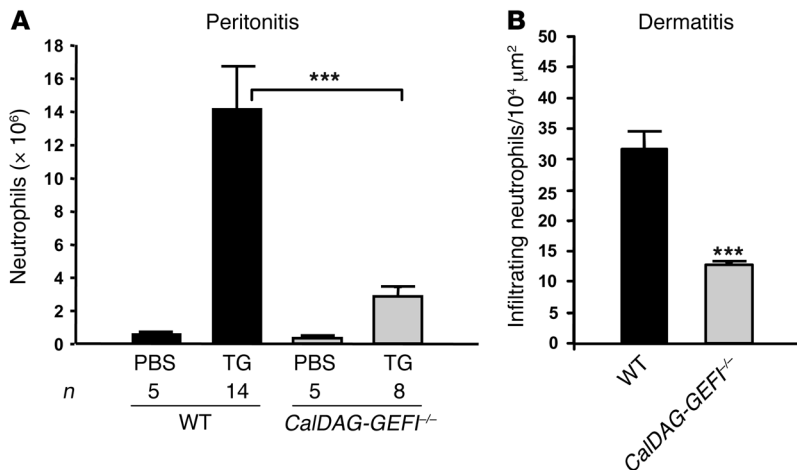 A Peritonitis
Neutrophils (× 10⁶)
18
16
14
12
10
8
6
4
2
0
***
PBS TG PBS TG
n 5 14 5 8
WT CalDAG-GEFI⁻/⁻
B Dermatitis
Infiltrating neutrophils/10⁴ μm²
50
45
40
35
30
25
20
15
10
5
0
***
WT
CalDAG-GEFI⁻/⁻